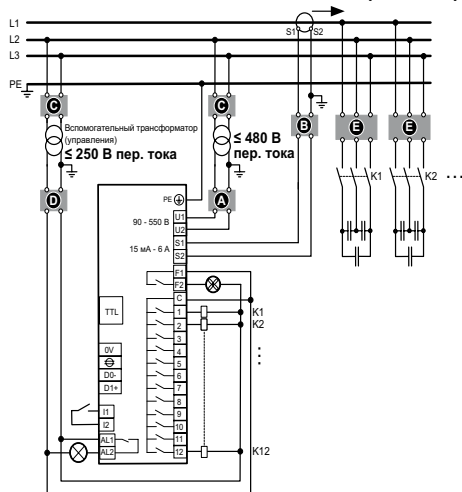 L1
L2
L3
PE
S1 S2
C
C
B
E
E
Вспомогательный трансформатор
(управления)
≤ 250 В пер. тока
≤ 480 В
пер. тока
K1
K2
D
A
PE
90 - 550 В
U1
U2
15 мА - 6 А
S1
S2
F1
F2
C
TTL
1
K1
2
K2
3
4
0V
5
D0-
6
D1+
7
8
I1
9
I2
10
AL1
11
AL2
12
K12